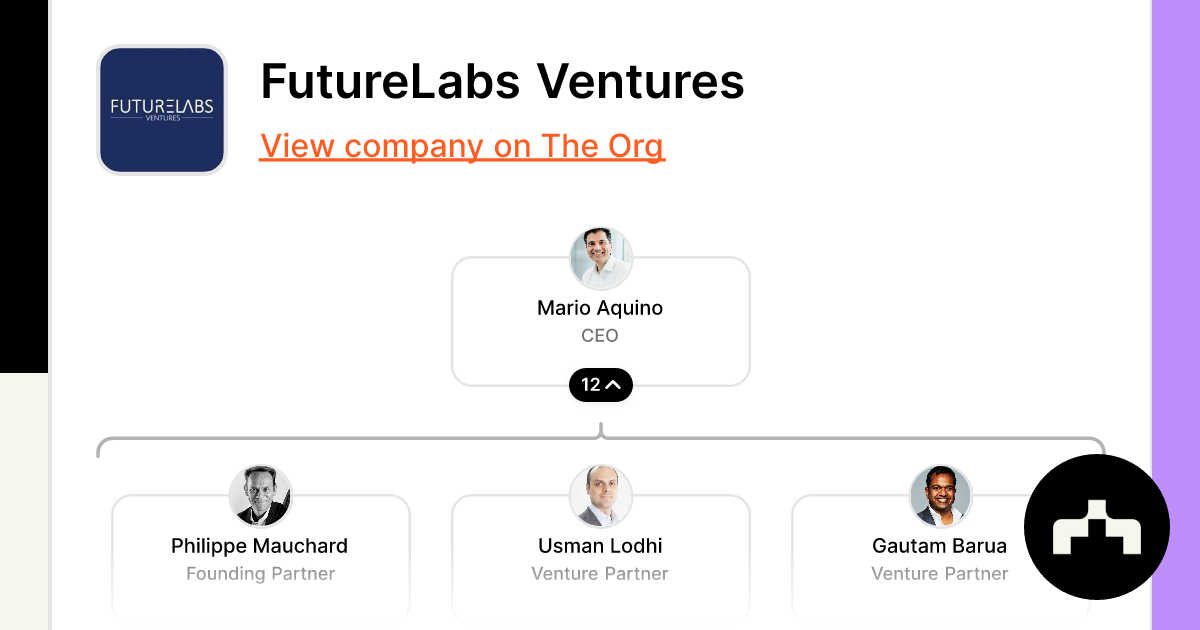 FUTURELABS
VENTURES
FutureLabs Ventures
View company on The Org
Mario Aquino
CEO
12
Philippe Mauchard
Founding Partner
Usman Lodhi
Venture Partner
Gautam Barua
Venture Partner